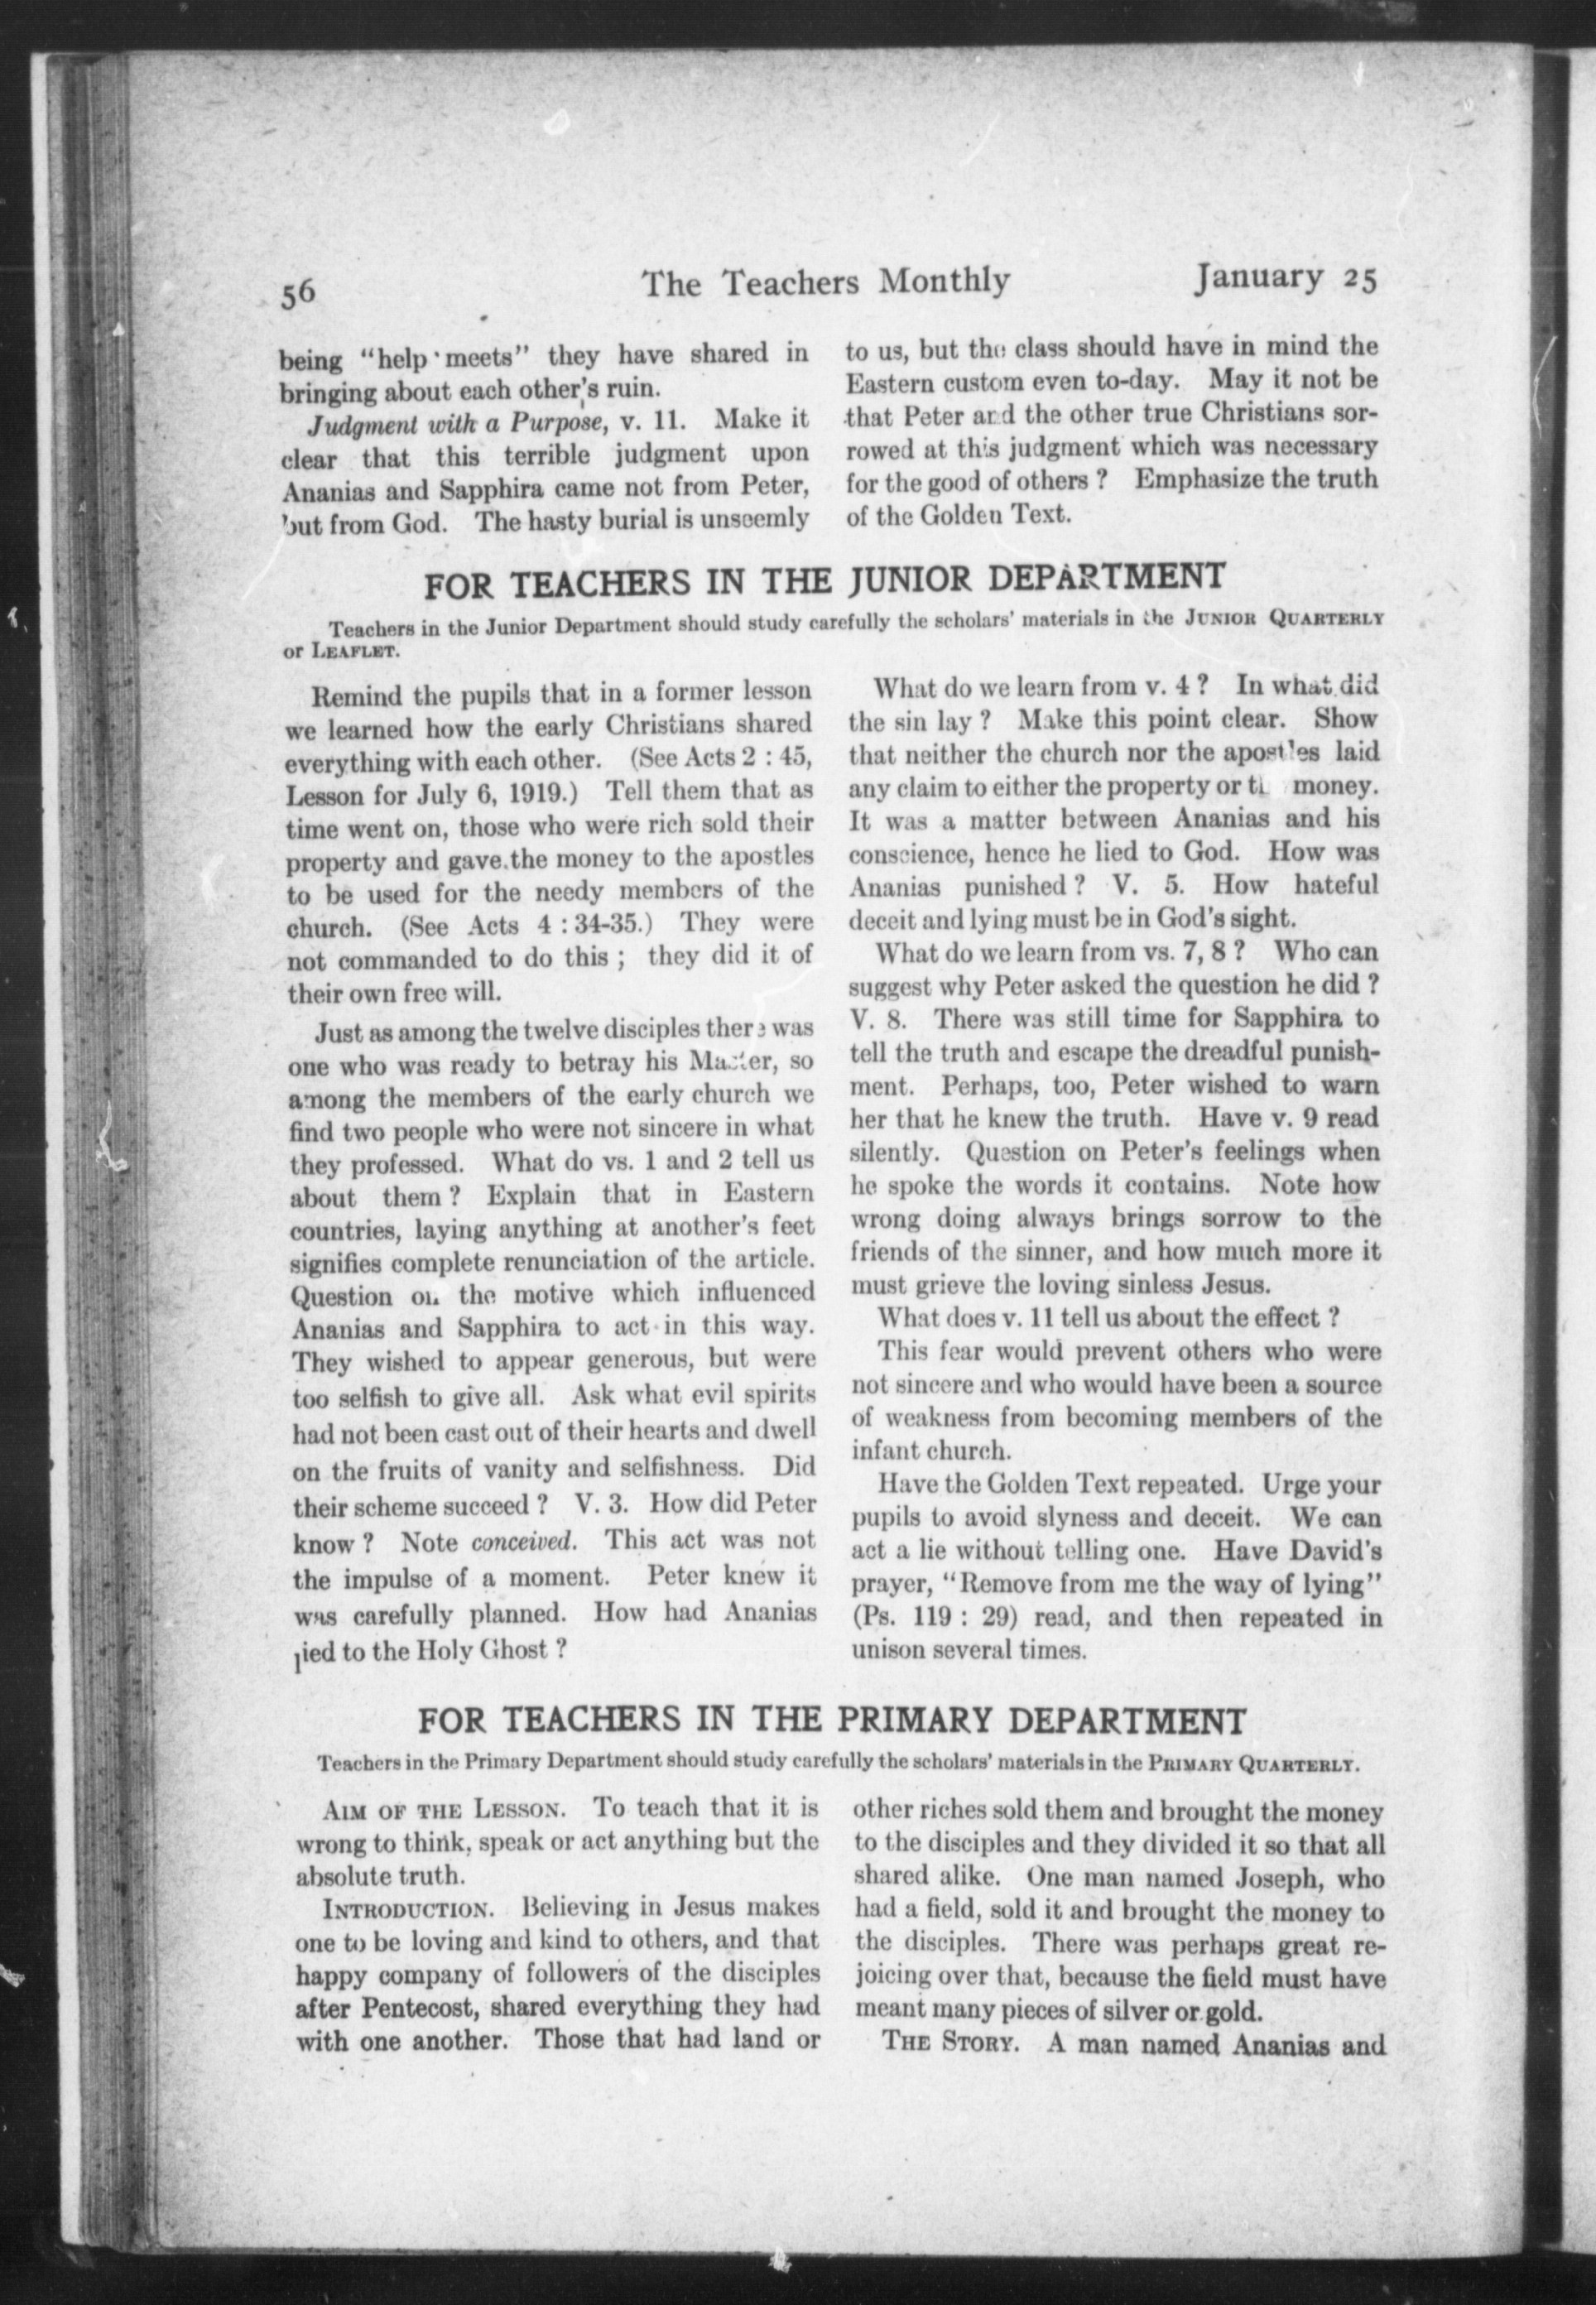 56
The Teachers Monthly
January 25
being "help meets" they have shared in
bringing about each other's ruin.
Judgment with a Purpose, v. 11. Make it
clear that this terrible judgment upon
Ananias and Sapphira came not from Peter,
but from God. The hasty burial is unseemly
to us, but the class should have in mind the
Eastern custom even to-day. May it not be
that Peter and the other true Christians sor-
rowed at this judgment which was necessary
for the good of others ? Emphasize the truth
of the Golden Text.
FOR TEACHERS IN THE JUNIOR DEPARTMENT
Teachers in the Junior Department should study carefully the scholars' materials in the JUNIOR QUARTERLY
or LEAFLET.
Remind the pupils that in a former lesson
we learned how the early Christians shared
everything with each other. (See Acts 2 : 45,
Lesson for July 6, 1919.) Tell them that as
time went on, those who were rich sold their
property and gave the money to the apostles
to be used for the needy members of the
church. (See Acts 4 : 34-35.) They were
not commanded to do this ; they did it of
their own free will.
Just as among the twelve disciples there was
one who was ready to betray his Master, so
among the members of the early church we
find two people who were not sincere in what
they professed. What do vs. 1 and 2 tell us
about them ? Explain that in Eastern
countries, laying anything at another's feet
signifies complete renunciation of the article.
Question on the motive which influenced
Ananias and Sapphira to act in this way.
They wished to appear generous, but were
too selfish to give all. Ask what evil spirits
had not been cast out of their hearts and dwell
on the fruits of vanity and selfishness. Did
their scheme succeed ? V. 3. How did Peter
know ? Note conceived. This act was not
the impulse of a moment. Peter knew it
was carefully planned. How had Ananias
lied to the Holy Ghost ?
What do we learn from v. 4 ? In what did
the sin lay ? Make this point clear. Show
that neither the church nor the apostles laid
any claim to either the property or money.
It was a matter between Ananias and his
conscience, hence he lied to God. How was
Ananias punished ? V. 5. How hateful
deceit and lying must be in God's sight.
What do we learn from vs. 7, 8 ? Who can
suggest why Peter asked the question he did ?
V. 8. There was still time for Sapphira to
tell the truth and escape the dreadful punish-
ment. Perhaps, too, Peter wished to warn
her that he knew the truth. Have v. 9 read
silently. Question on Peter's feelings when
he spoke the words it contains. Note how
wrong doing always brings sorrow to the
friends of the sinner, and how much more it
must grieve the loving sinless Jesus.
What does v. 11 tell us about the effect ?
This fear would prevent others who were
not sincere and who would have been a source
of weakness from becoming members of the
infant church.
Have the Golden Text repeated. Urge your
pupils to avoid slyness and deceit. We can
act a lie without telling one. Have David's
prayer, "Remove from me the way of lying"
(Ps. 119 : 29) read, and then repeated in
unison several times.
FOR TEACHERS IN THE PRIMARY DEPARTMENT
Teachers in the Primary Department should study carefully the scholars' materials in the PRIMARY QUARTERLY.
AIM OF THE LESSON. To teach that it is
wrong to think, speak or act anything but the
absolute truth.
INTRODUCTION. Believing in Jesus makes
one to be loving and kind to others, and that
happy company of followers of the disciples
after Pentecost, shared everything they had
with one another. Those that had land or
other riches sold them and brought the money
to the disciples and they divided it so that all
shared alike. One man named Joseph, who
had a field, sold it and brought the money to
the disciples. There was perhaps great re-
joicing over that, because the field must have
meant many pieces of silver or gold.
THE STORY. A man named Ananias and